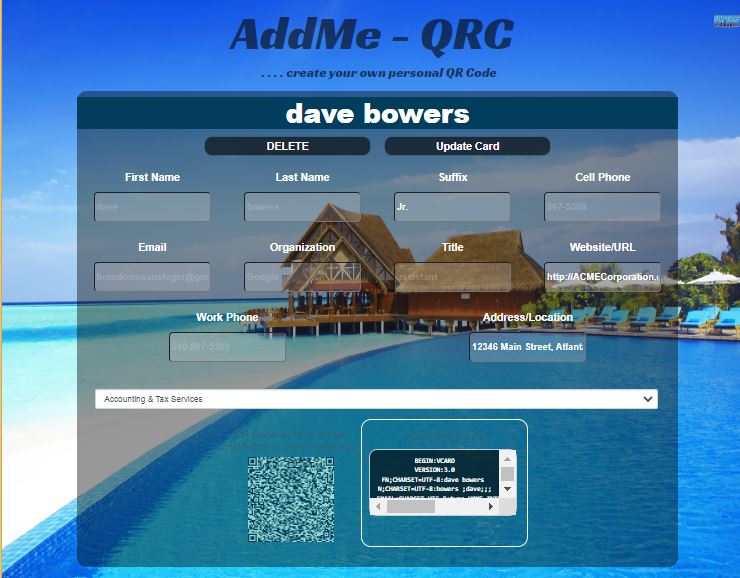 AddMe - QRC
. . . . create your own personal QR Code
dave bowers
DELETE
Update Card
First Name
Last Name
Suffix
Cell Phone
dave
bowers
Jr.
867-5309
Email
Organization
Title
Website/URL
brandonswansfeger@gm
Google
assistant
http://ACMECorporation.
Work Phone
Address/Location
510-867-5309
12346 Main Street, Atlant
Accounting & Tax Services
BEGIN:VCARD
VERSION:3.0
FN;CHARSET=UTF-8:dave bowers
N;CHARSET=UTF-8:bowers ;dave;;;